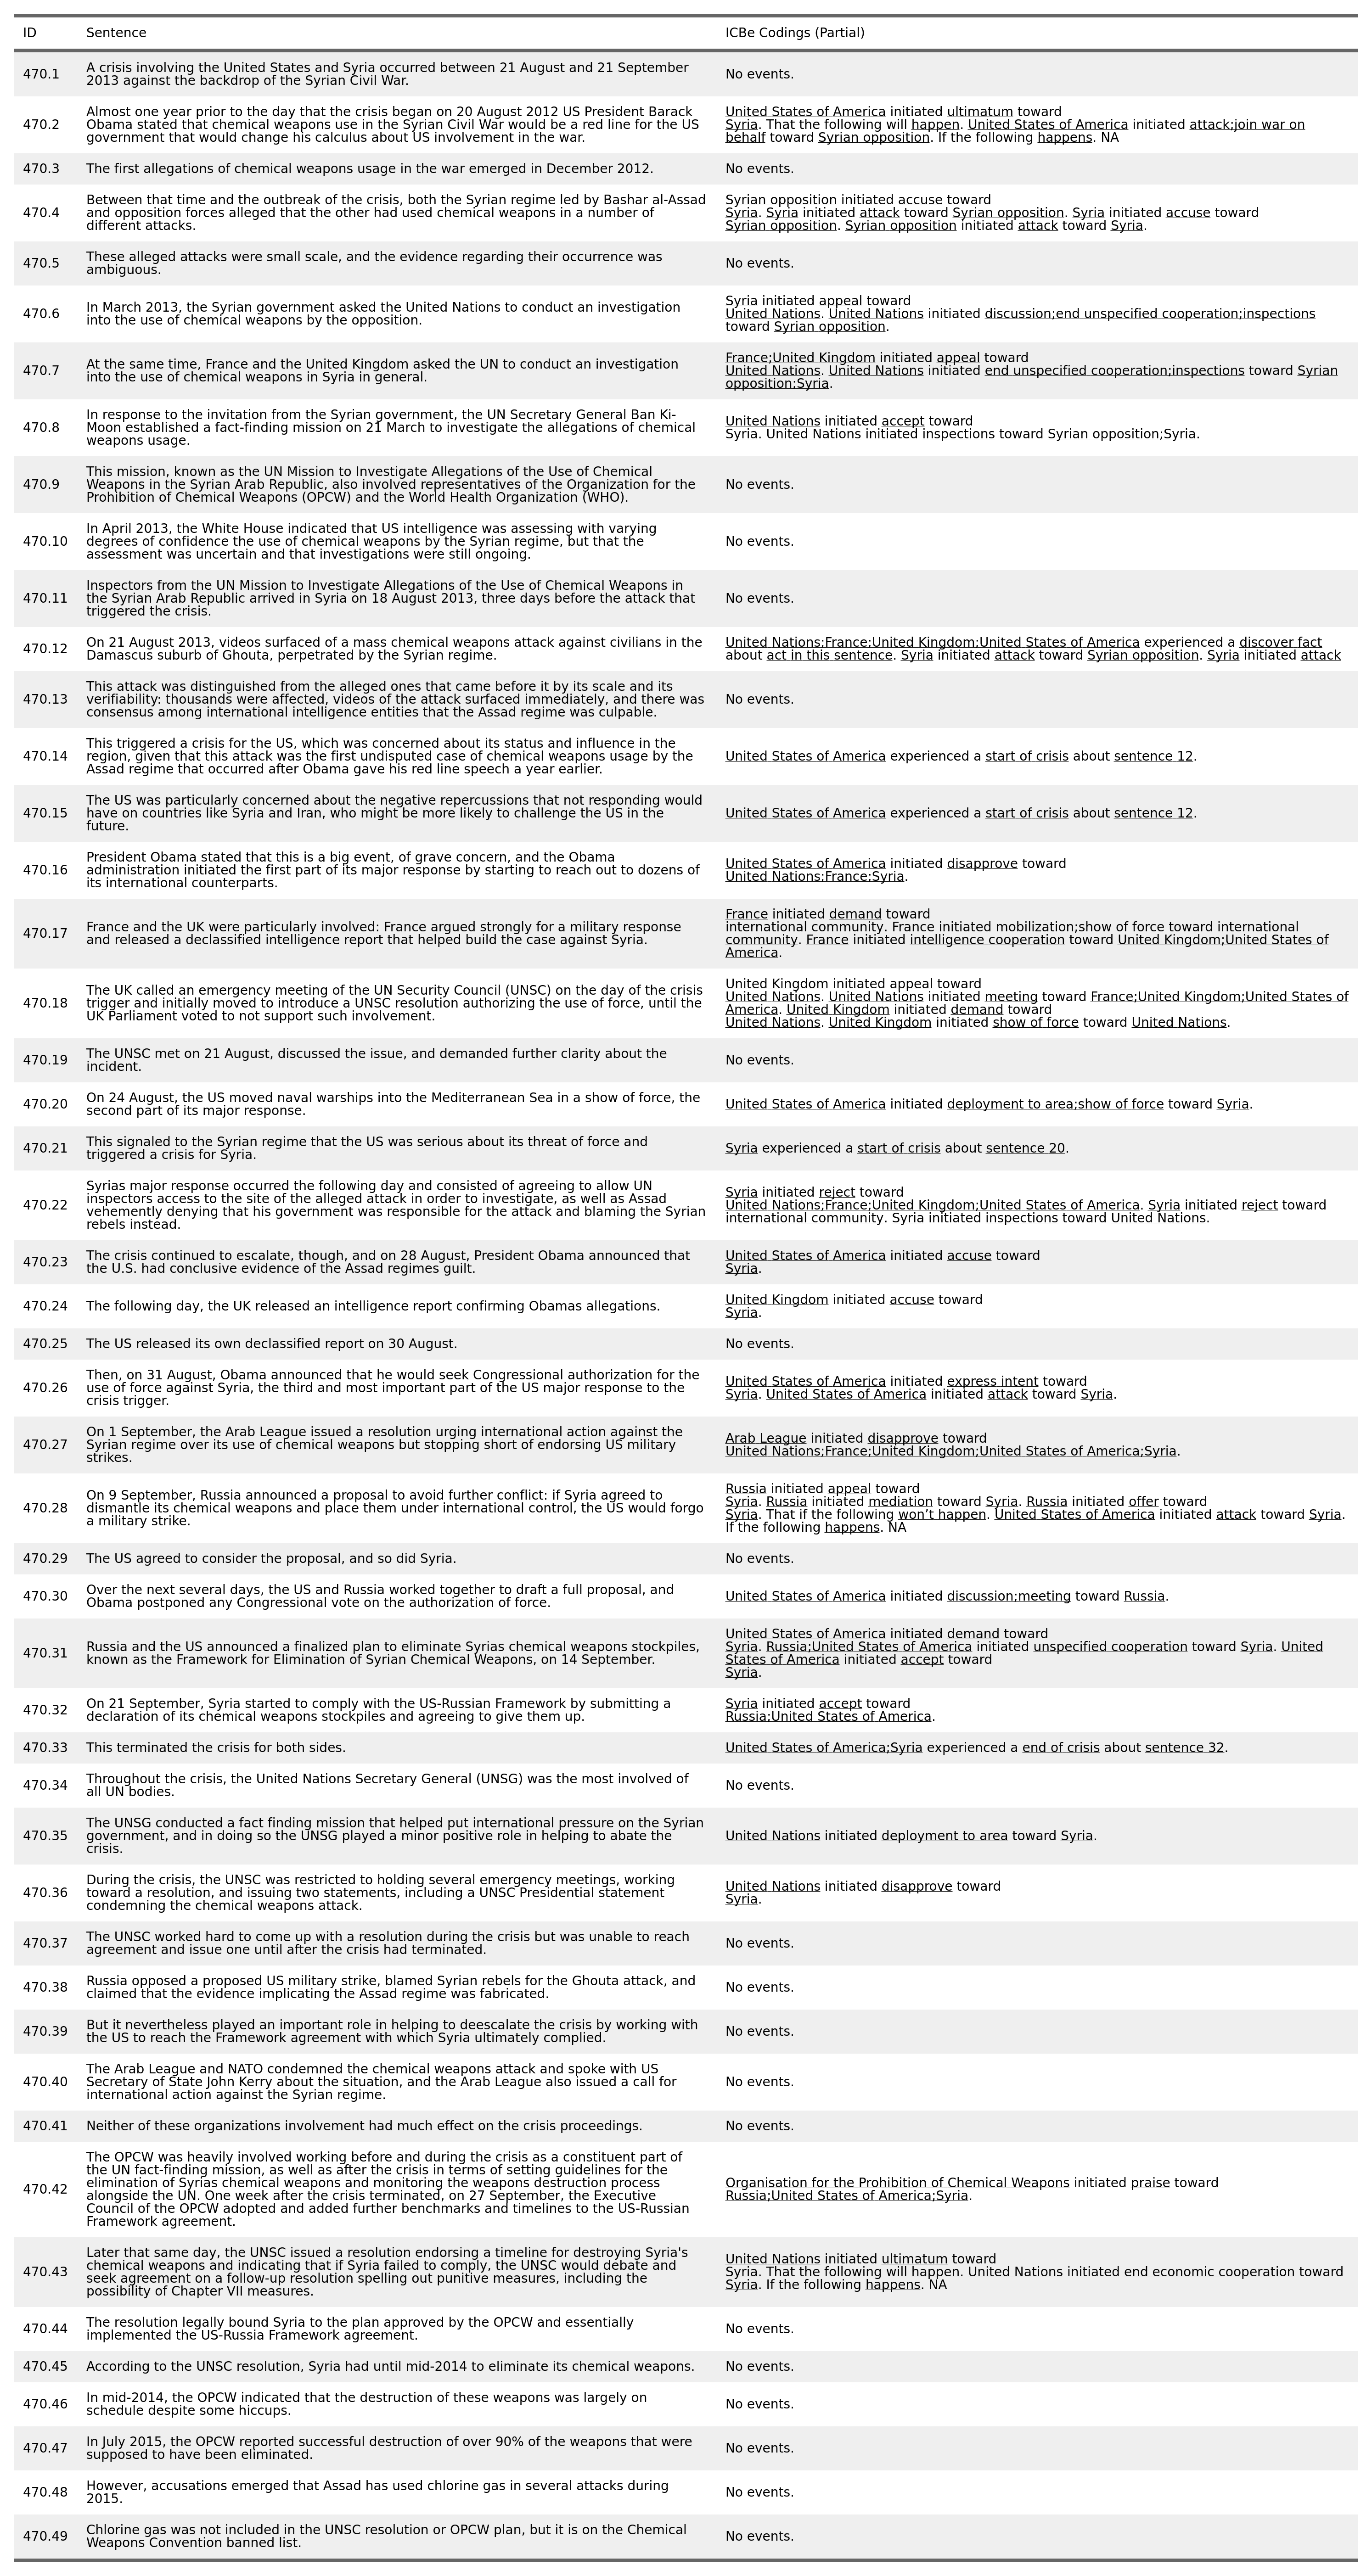 ID Sentence ICBe Codings (Partial)
470.1 A crisis involving the United States and Syria occurred between 21 August and 21 September
2013 against the backdrop of the Syrian Civil War.
No events.
470.2 Almost one year prior to the day that the crisis began on 20 August 2012 US President Barack
Obama stated that chemical weapons use in the Syrian Civil War would be a red line for the US
government that would change his calculus about US involvement in the war.
United States of America initiated ultimatum toward
Syria. That the following will happen. United States of America initiated attack;join war on
behalf toward Syrian opposition. If the following happens. NA
470.3 The first allegations of chemical weapons usage in the war emerged in December 2012.
No events.
470.4 Between that time and the outbreak of the crisis, both the Syrian regime led by Bashar al-Assad
and opposition forces alleged that the other had used chemical weapons in a number of
different attacks.
Syrian opposition initiated accuse toward
Syria. Syria initiated attack toward Syrian opposition. Syria initiated accuse toward
Syrian opposition. Syrian opposition initiated attack toward Syria.
470.5 These alleged attacks were small scale, and the evidence regarding their occurrence was
ambiguous.
No events.
470.6 In March 2013, the Syrian government asked the United Nations to conduct an investigation
into the use of chemical weapons by the opposition.
Syria initiated appeal toward
United Nations. United Nations initiated discussion;end unspecified cooperation;inspections
toward Syrian opposition.
470.7 At the same time, France and the United Kingdom asked the UN to conduct an investigation
into the use of chemical weapons in Syria in general.
France;United Kingdom initiated appeal toward
United Nations. United Nations initiated end unspecified cooperation;inspections toward Syrian
opposition;Syria.
470.8 In response to the invitation from the Syrian government, the UN Secretary General Ban Ki-
Moon established a fact-finding mission on 21 March to investigate the allegations of chemical
weapons usage.
United Nations initiated accept toward
Syria. United Nations initiated inspections toward Syrian opposition;Syria.
470.9 This mission, known as the UN Mission to Investigate Allegations of the Use of Chemical
Weapons in the Syrian Arab Republic, also involved representatives of the Organization for the
Prohibition of Chemical Weapons (OPCW) and the World Health Organization (WHO).
No events.
470.10 In April 2013, the White House indicated that US intelligence was assessing with varying
degrees of confidence the use of chemical weapons by the Syrian regime, but that the
assessment was uncertain and that investigations were still ongoing.
No events.
470.11 Inspectors from the UN Mission to Investigate Allegations of the Use of Chemical Weapons in
the Syrian Arab Republic arrived in Syria on 18 August 2013, three days before the attack that
triggered the crisis.
No events.
470.12 On 21 August 2013, videos surfaced of a mass chemical weapons attack against civilians in the
Damascus suburb of Ghouta, perpetrated by the Syrian regime.
United Nations;France;United Kingdom;United States of America experienced a discover fact
about act in this sentence. Syria initiated attack toward Syrian opposition. Syria initiated attack
470.13 This attack was distinguished from the alleged ones that came before it by its scale and its
verifiability: thousands were affected, videos of the attack surfaced immediately, and there was
consensus among international intelligence entities that the Assad regime was culpable.
No events.
470.14 This triggered a crisis for the US, which was concerned about its status and influence in the
region, given that this attack was the first undisputed case of chemical weapons usage by the
Assad regime that occurred after Obama gave his red line speech a year earlier.
United States of America experienced a start of crisis about sentence 12.
470.15 The US was particularly concerned about the negative repercussions that not responding would
have on countries like Syria and Iran, who might be more likely to challenge the US in the
future.
United States of America experienced a start of crisis about sentence 12.
470.16 President Obama stated that this is a big event, of grave concern, and the Obama
administration initiated the first part of its major response by starting to reach out to dozens of
its international counterparts.
United States of America initiated disapprove toward
United Nations;France;Syria.
470.17 France and the UK were particularly involved: France argued strongly for a military response
and released a declassified intelligence report that helped build the case against Syria.
France initiated demand toward
international community. France initiated mobilization;show of force toward international
community. France initiated intelligence cooperation toward United Kingdom;United States of
America.
470.18 The UK called an emergency meeting of the UN Security Council (UNSC) on the day of the crisis
trigger and initially moved to introduce a UNSC resolution authorizing the use of force, until the
UK Parliament voted to not support such involvement.
United Kingdom initiated appeal toward
United Nations. United Nations initiated meeting toward France;United Kingdom;United States of
America. United Kingdom initiated demand toward
United Nations. United Kingdom initiated show of force toward United Nations.
470.19 The UNSC met on 21 August, discussed the issue, and demanded further clarity about the
incident.
No events.
470.20 On 24 August, the US moved naval warships into the Mediterranean Sea in a show of force, the
second part of its major response.
United States of America initiated deployment to area;show of force toward Syria.
470.21 This signaled to the Syrian regime that the US was serious about its threat of force and
triggered a crisis for Syria.
Syria experienced a start of crisis about sentence 20.
470.22 Syrias major response occurred the following day and consisted of agreeing to allow UN
inspectors access to the site of the alleged attack in order to investigate, as well as Assad
vehemently denying that his government was responsible for the attack and blaming the Syrian
rebels instead.
Syria initiated reject toward
United Nations;France;United Kingdom;United States of America. Syria initiated reject toward
international community. Syria initiated inspections toward United Nations.
470.23 The crisis continued to escalate, though, and on 28 August, President Obama announced that
the U.S. had conclusive evidence of the Assad regimes guilt.
United States of America initiated accuse toward
Syria.
470.24 The following day, the UK released an intelligence report confirming Obamas allegations.
United Kingdom initiated accuse toward
Syria.
470.25 The US released its own declassified report on 30 August.
No events.
470.26 Then, on 31 August, Obama announced that he would seek Congressional authorization for the
use of force against Syria, the third and most important part of the US major response to the
crisis trigger.
United States of America initiated express intent toward
Syria. United States of America initiated attack toward Syria.
470.27 On 1 September, the Arab League issued a resolution urging international action against the
Syrian regime over its use of chemical weapons but stopping short of endorsing US military
strikes.
Arab League initiated disapprove toward
United Nations;France;United Kingdom;United States of America;Syria.
470.28 On 9 September, Russia announced a proposal to avoid further conflict: if Syria agreed to
dismantle its chemical weapons and place them under international control, the US would forgo
a military strike.
Russia initiated appeal toward
Syria. Russia initiated mediation toward Syria. Russia initiated offer toward
Syria. That if the following won’t happen. United States of America initiated attack toward Syria.
If the following happens. NA
470.29 The US agreed to consider the proposal, and so did Syria.
No events.
470.30 Over the next several days, the US and Russia worked together to draft a full proposal, and
Obama postponed any Congressional vote on the authorization of force.
United States of America initiated discussion;meeting toward Russia.
470.31 Russia and the US announced a finalized plan to eliminate Syrias chemical weapons stockpiles,
known as the Framework for Elimination of Syrian Chemical Weapons, on 14 September.
United States of America initiated demand toward
Syria. Russia;United States of America initiated unspecified cooperation toward Syria. United
States of America initiated accept toward
Syria.
470.32 On 21 September, Syria started to comply with the US-Russian Framework by submitting a
declaration of its chemical weapons stockpiles and agreeing to give them up.
Syria initiated accept toward
Russia;United States of America.
470.33 This terminated the crisis for both sides.
United States of America;Syria experienced a end of crisis about sentence 32.
470.34 Throughout the crisis, the United Nations Secretary General (UNSG) was the most involved of
all UN bodies.
No events.
470.35 The UNSG conducted a fact finding mission that helped put international pressure on the Syrian
government, and in doing so the UNSG played a minor positive role in helping to abate the
crisis.
United Nations initiated deployment to area toward Syria.
470.36 During the crisis, the UNSC was restricted to holding several emergency meetings, working
toward a resolution, and issuing two statements, including a UNSC Presidential statement
condemning the chemical weapons attack.
United Nations initiated disapprove toward
Syria.
470.37 The UNSC worked hard to come up with a resolution during the crisis but was unable to reach
agreement and issue one until after the crisis had terminated.
No events.
470.38 Russia opposed a proposed US military strike, blamed Syrian rebels for the Ghouta attack, and
claimed that the evidence implicating the Assad regime was fabricated.
No events.
470.39 But it nevertheless played an important role in helping to deescalate the crisis by working with
the US to reach the Framework agreement with which Syria ultimately complied.
No events.
470.40 The Arab League and NATO condemned the chemical weapons attack and spoke with US
Secretary of State John Kerry about the situation, and the Arab League also issued a call for
international action against the Syrian regime.
No events.
470.41 Neither of these organizations involvement had much effect on the crisis proceedings.
No events.
470.42 The OPCW was heavily involved working before and during the crisis as a constituent part of
the UN fact-finding mission, as well as after the crisis in terms of setting guidelines for the
elimination of Syrias chemical weapons and monitoring the weapons destruction process
alongside the UN. One week after the crisis terminated, on 27 September, the Executive
Council of the OPCW adopted and added further benchmarks and timelines to the US-Russian
Framework agreement.
Organisation for the Prohibition of Chemical Weapons initiated praise toward
Russia;United States of America;Syria.
470.43 Later that same day, the UNSC issued a resolution endorsing a timeline for destroying Syria's
chemical weapons and indicating that if Syria failed to comply, the UNSC would debate and
seek agreement on a follow-up resolution spelling out punitive measures, including the
possibility of Chapter VII measures.
United Nations initiated ultimatum toward
Syria. That the following will happen. United Nations initiated end economic cooperation toward
Syria. If the following happens. NA
470.44 The resolution legally bound Syria to the plan approved by the OPCW and essentially
implemented the US-Russia Framework agreement.
No events.
470.45 According to the UNSC resolution, Syria had until mid-2014 to eliminate its chemical weapons.
No events.
470.46 In mid-2014, the OPCW indicated that the destruction of these weapons was largely on
schedule despite some hiccups.
No events.
470.47 In July 2015, the OPCW reported successful destruction of over 90% of the weapons that were
supposed to have been eliminated.
No events.
470.48 However, accusations emerged that Assad has used chlorine gas in several attacks during
2015.
No events.
470.49 Chlorine gas was not included in the UNSC resolution or OPCW plan, but it is on the Chemical
Weapons Convention banned list.
No events.